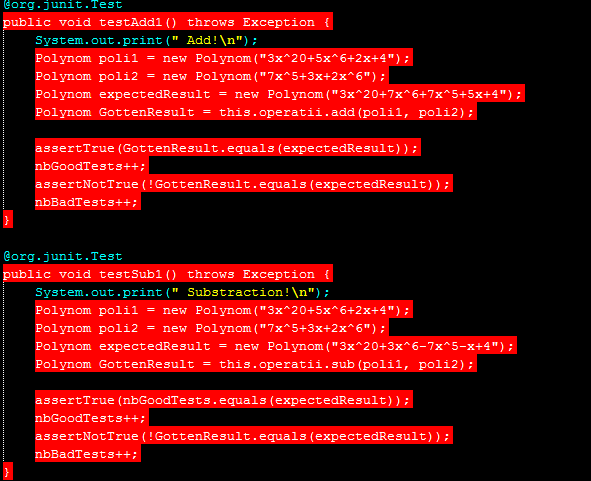 @org.junit.Test
public void testAdd1() throws Exception {
    System.out.print(" Add!\n");
    Polynom poli1 = new Polynom("3x^20+5x^6+2x+4");
    Polynom poli2 = new Polynom("7x^5+3x+2x^6");
    Polynom expectedResult = new Polynom("3x^20+7x^6+7x^5+5x+4");
    Polynom GottenResult = this.operatii.add(poli1, poli2);
    assertTrue(GottenResult.equals(expectedResult));
    nbGoodTests++;
    assertNotTrue(!GottenResult.equals(expectedResult));
    nbBadTests++;
}
@org.junit.Test
public void testSub1() throws Exception {
    System.out.print(" Substraction!\n");
    Polynom poli1 = new Polynom("3x^20+5x^6+2x+4");
    Polynom poli2 = new Polynom("7x^5+3x+2x^6");
    Polynom expectedResult = new Polynom("3x^20+3x^6-7x^5-x+4");
    Polynom GottenResult = this.operatii.sub(poli1, poli2);
    assertTrue(nbGoodTests.equals(expectedResult));
    nbGoodTests++;
    assertNotTrue(!GottenResult.equals(expectedResult));
    nbBadTests++;
}